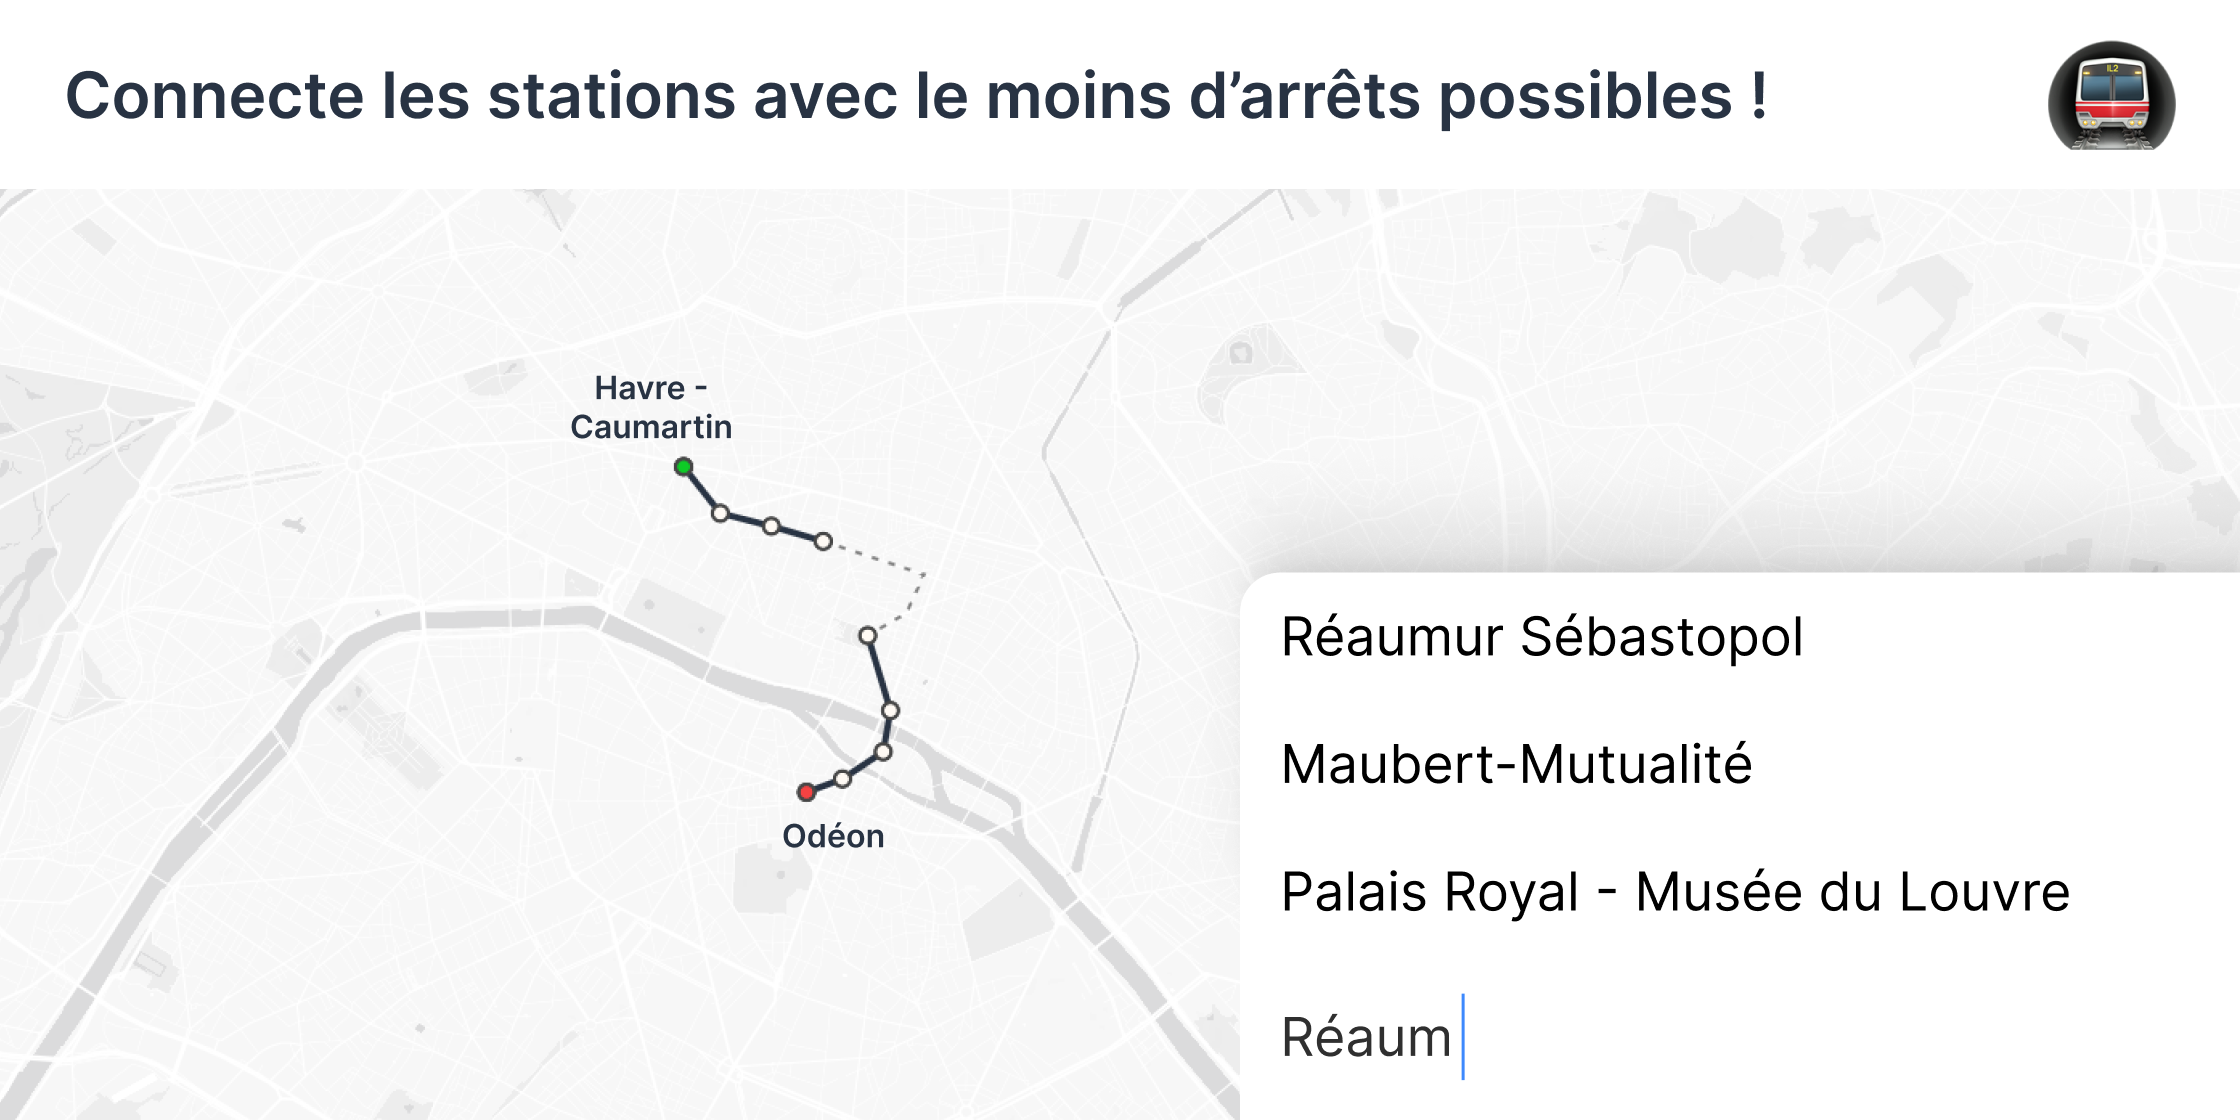 Connecte les stations avec le moins d’arrêts possibles !
IL2
Havre -
Caumartin
Odéon
Réaumur Sébastopol
Maubert-Mutualité
Palais Royal - Musée du Louvre
Réaum